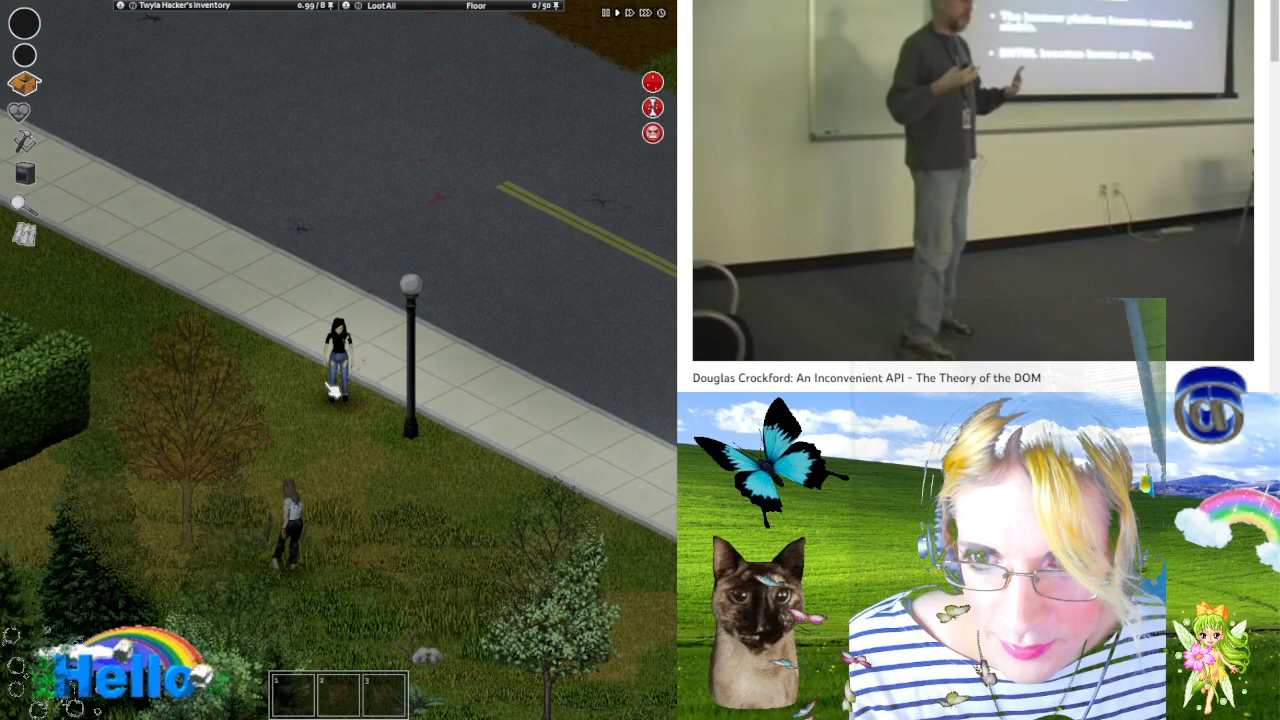 Twyla Hacker's Inventory 0.99 / 8 Loot All Floor 0 / 50
becomes
Douglas Crockford: An Inconvenient API - The Theory of the DOM
@
Hello
1 2 3